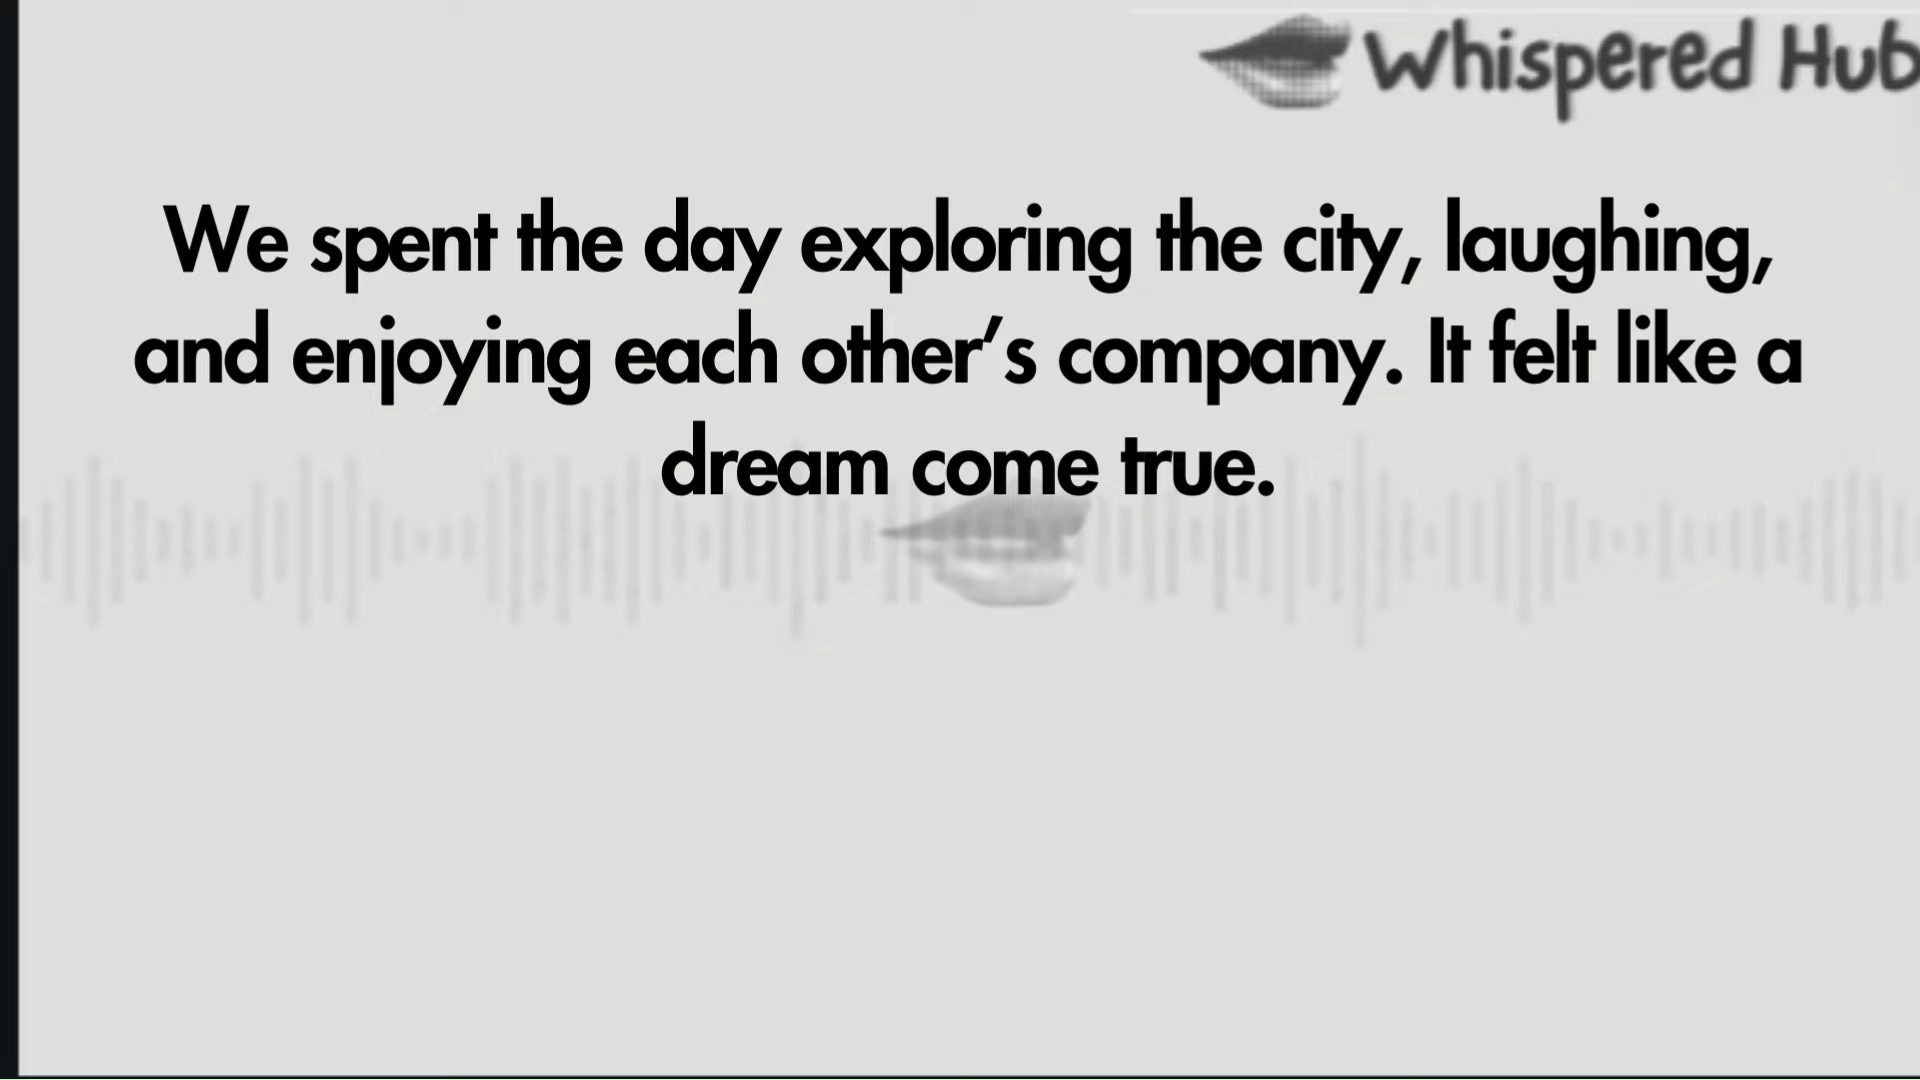 Whispered Hub
We spent the day exploring the city, laughing,
and enjoying each other’s company. It felt like a
dream come true.